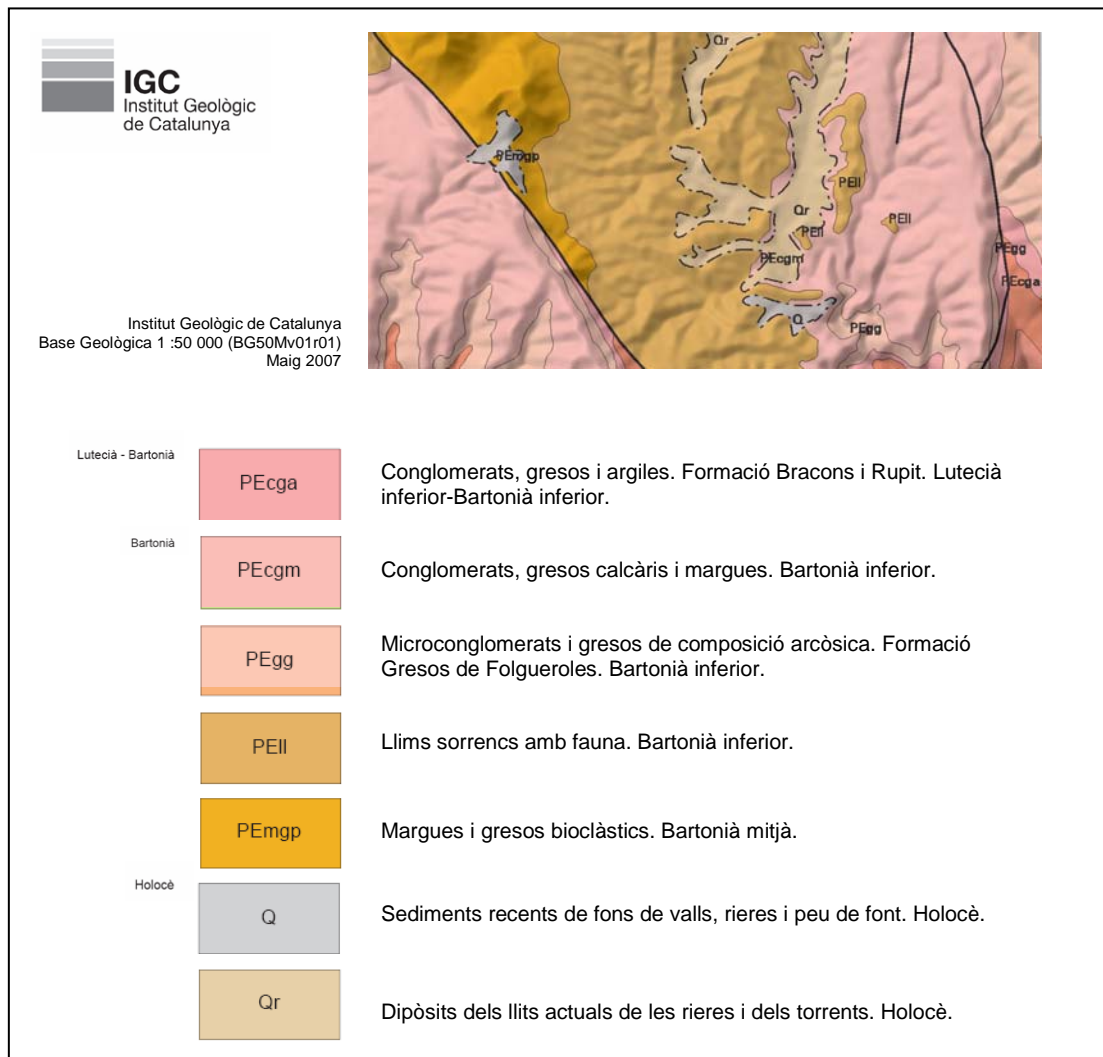 IGC
Institut Geològic
de Catalunya
Institut Geològic de Catalunya
Base Geològica 1 :50 000 (BG50Mv01r01)
Maig 2007
Qr
PEmgp
PEll
Qr
PEll
PEll
PEcgm
PEgg
PEcga
Q
PEgg
Lutecià - Bartonià
PEcga
Conglomerats, gresos i argiles. Formació Bracons i Rupit. Lutecià
inferior-Bartonià inferior.
Bartonià
PEcgm
Conglomerats, gresos calcàris i margues. Bartonià inferior.
PEgg
Microconglomerats i gresos de composició arcòsica. Formació
Gresos de Folgueroles. Bartonià inferior.
PEll
Llims sorrencs amb fauna. Bartonià inferior.
PEmgp
Margues i gresos bioclàstics. Bartonià mitjà.
Holocè
Q
Sediments recents de fons de valls, rieres i peu de font. Holocè.
Qr
Dipòsits dels llits actuals de les rieres i dels torrents. Holocè.